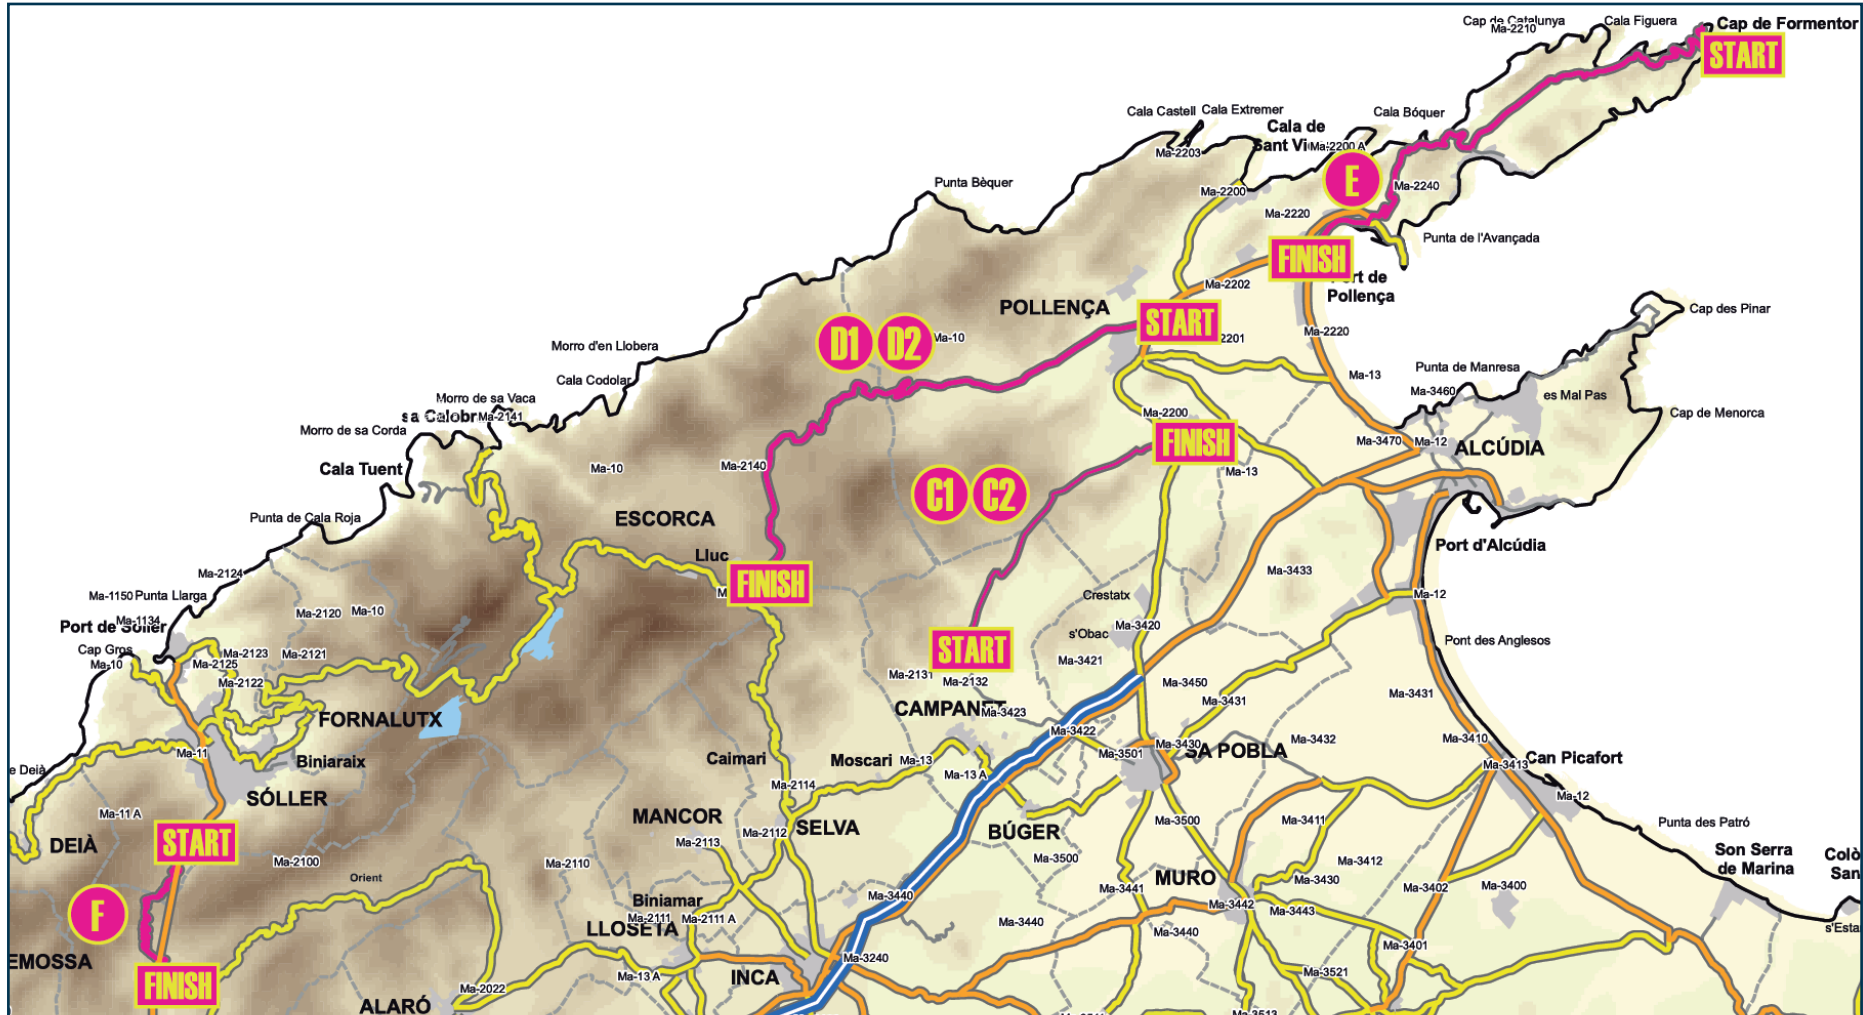 Cap de Catalunya
Ma-2210
Cala Figuera
Cap de Formentor
START
Cala Castell
Cala Extremer
Cala Bóquer
Cala de
Sant Vi
Ma-2200 A
Ma-2203
E
Punta Bèquer
Ma-2200
Ma-2240
Ma-2220
Punta de l'Avançada
FINISH
Port de
Pollença
Ma-2202
POLLENÇA
START
2201
Ma-2220
Cap des Pinar
D1
D2
Ma-10
Morro d'en Llobera
Cala Codolar
Ma-13
Punta de Manresa
Ma-3460
es Mal Pas
Cap de Menorca
Morro de sa Vaca
sa Calobr
Ma-2141
Morro de sa Corda
Ma-2200
FINISH
Ma-3470
Ma-12
ALCÚDIA
Cala Tuent
Ma-10
Ma-2140
Ma-13
C1
C2
Punta de Cala Roja
ESCORCA
Lluc
FINISH
Port d'Alcúdia
Ma-2124
Ma-3433
Ma-1150
Punta Llarga
Ma-1134
Port de Sóller
Ma-2120
Ma-10
Crestatx
Ma-12
s'Obac
Ma-3420
Pont des Anglesos
Cap Gros
Ma-10
Ma-2123
Ma-2125
Ma-2121
Ma-2122
START
Ma-3421
Ma-2131
Ma-2132
Ma-3450
Ma-3431
Ma-3431
CAMPANET
Ma-3423
FORNALUTX
Ma-3422
Ma-3430
Ma-3432
Ma-3410
Ma-11
Biniaraix
Caimari
Moscari
Ma-13
Ma-3501
SA POBLA
Ma-3413
Can Picafort
e Deià
Ma-13 A
Ma-2114
SÓLLER
Ma-12
Ma-11 A
MANCOR
SELVA
BÚGER
Ma-3500
Ma-3411
Punta des Patró
START
DEIÀ
Ma-2112
Ma-2113
Ma-2100
Ma-2110
Ma-3500
Ma-3412
Son Serra
de Marina
Colò
San
Orient
MURO
Ma-3430
Ma-3441
Ma-3402
Ma-3400
F
Biniamar
Ma-3440
Ma-3442
Ma-3443
Ma-2111
Ma-2111 A
LLOSETA
Ma-3440
Ma-3440
s'Esta
EMOSSA
Ma-3401
Ma-3240
FINISH
Ma-13 A
INCA
Ma-3521
Ma-2022
ALARÓ
Ma-3513